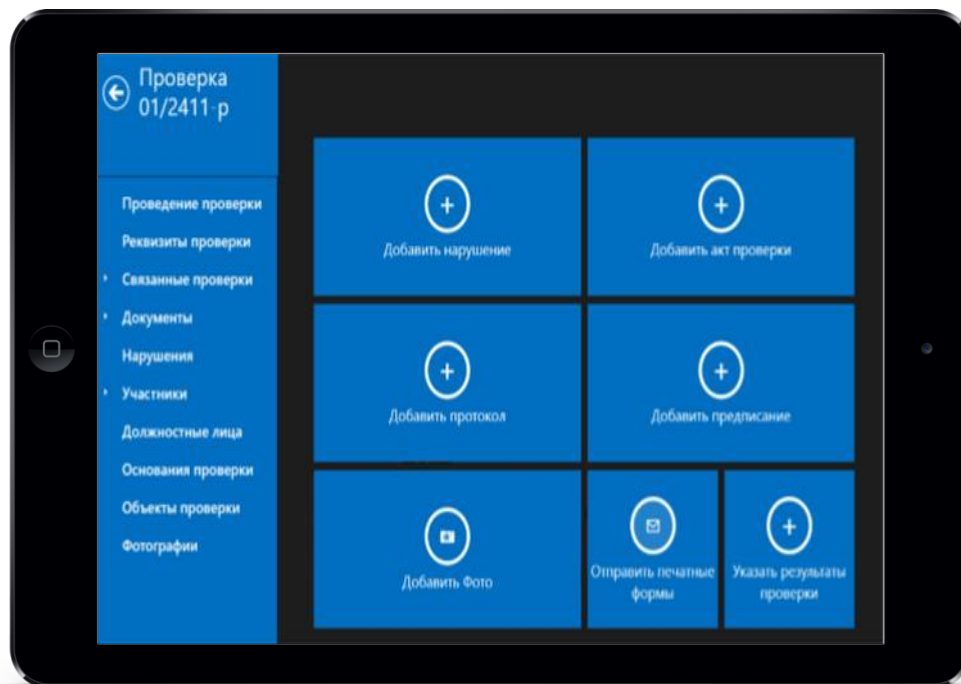 Проверка
01/2411-р
Проведение проверки
Реквизиты проверки
Связанные проверки
Документы
Нарушения
Участники
Должностные лица
Основания проверки
Объекты проверки
Фотографии
Добавить нарушение
Добавить акт проверки
Добавить протокол
Добавить предписание
Добавить Фото
Отправить печатные
формы
Указать результаты
проверки